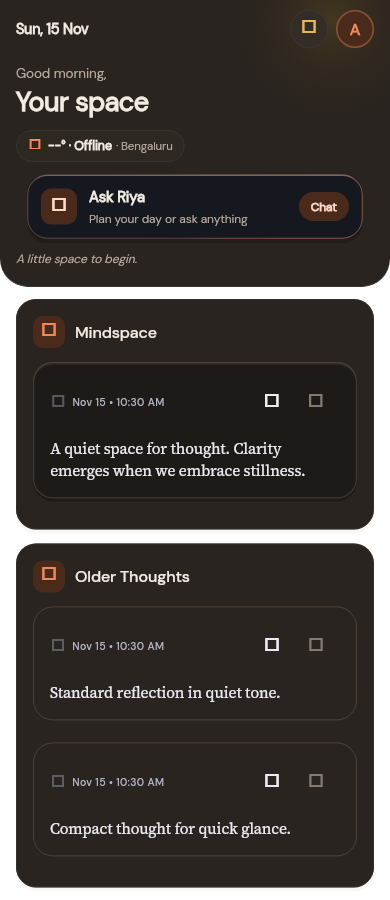 Sun, 15 Nov
A
Good morning,
Your space
--° · Offline · Bengaluru
Ask Riya
Plan your day or ask anything
Chat
A little space to begin.
Mindspace
Nov 15 • 10:30 AM
A quiet space for thought. Clarity
emerges when we embrace stillness.
Older Thoughts
Nov 15 • 10:30 AM
Standard reflection in quiet tone.
Nov 15 • 10:30 AM
Compact thought for quick glance.